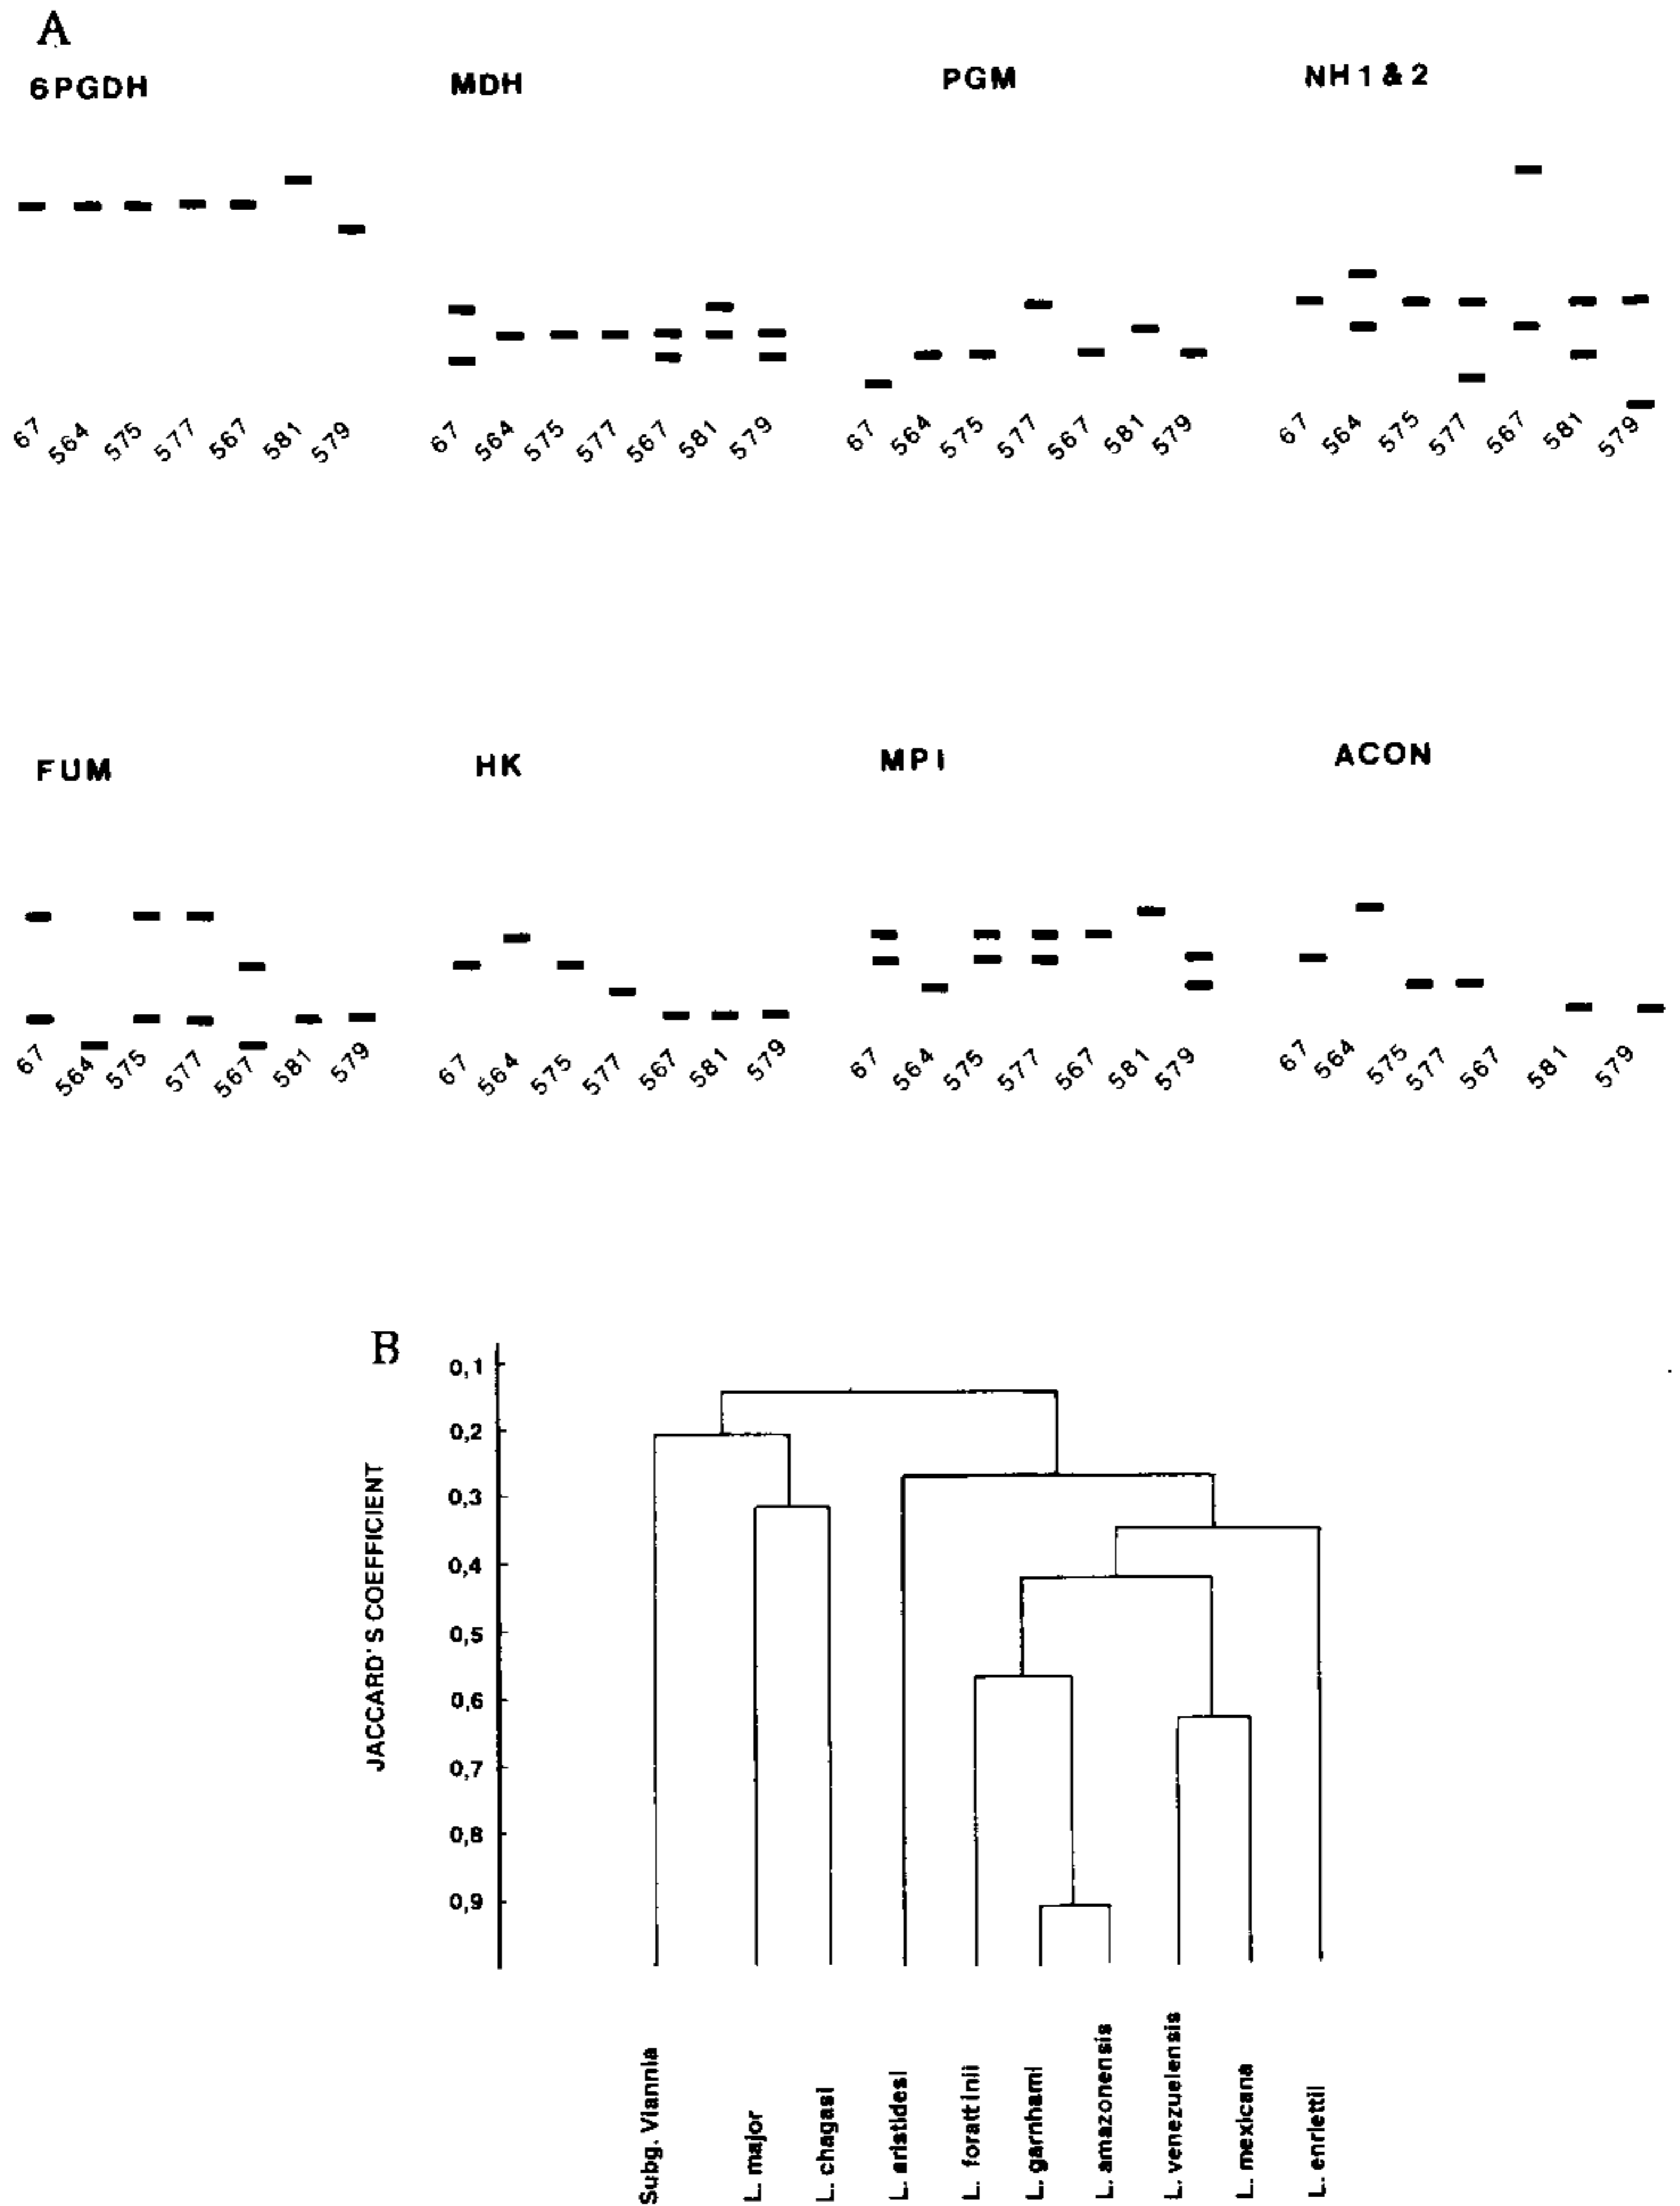 A
6PGDH MDH PGM NH 1 & 2
67 564 575 577 567 581 579 67 564 575 577 567 581 579 67 564 575 577 567 581 579 67 564 575 577 567 581 579
FUM HK MPI ACON
67 564 575 577 567 581 579 67 564 575 577 567 581 579 67 564 575 577 567 581 579 67 564 575 577 567 581 579
B
JACCARD'S COEFFICIENT
0,1
0,2
0,3
0,4
0,5
0,6
0,7
0,8
0,9
Subg. Viannia
L. major
L. chagasi
L. aristidesi
L. forattinii
L. garnhami
L. amazonensis
L. venezuelensis
L. mexicana
L. enriettii